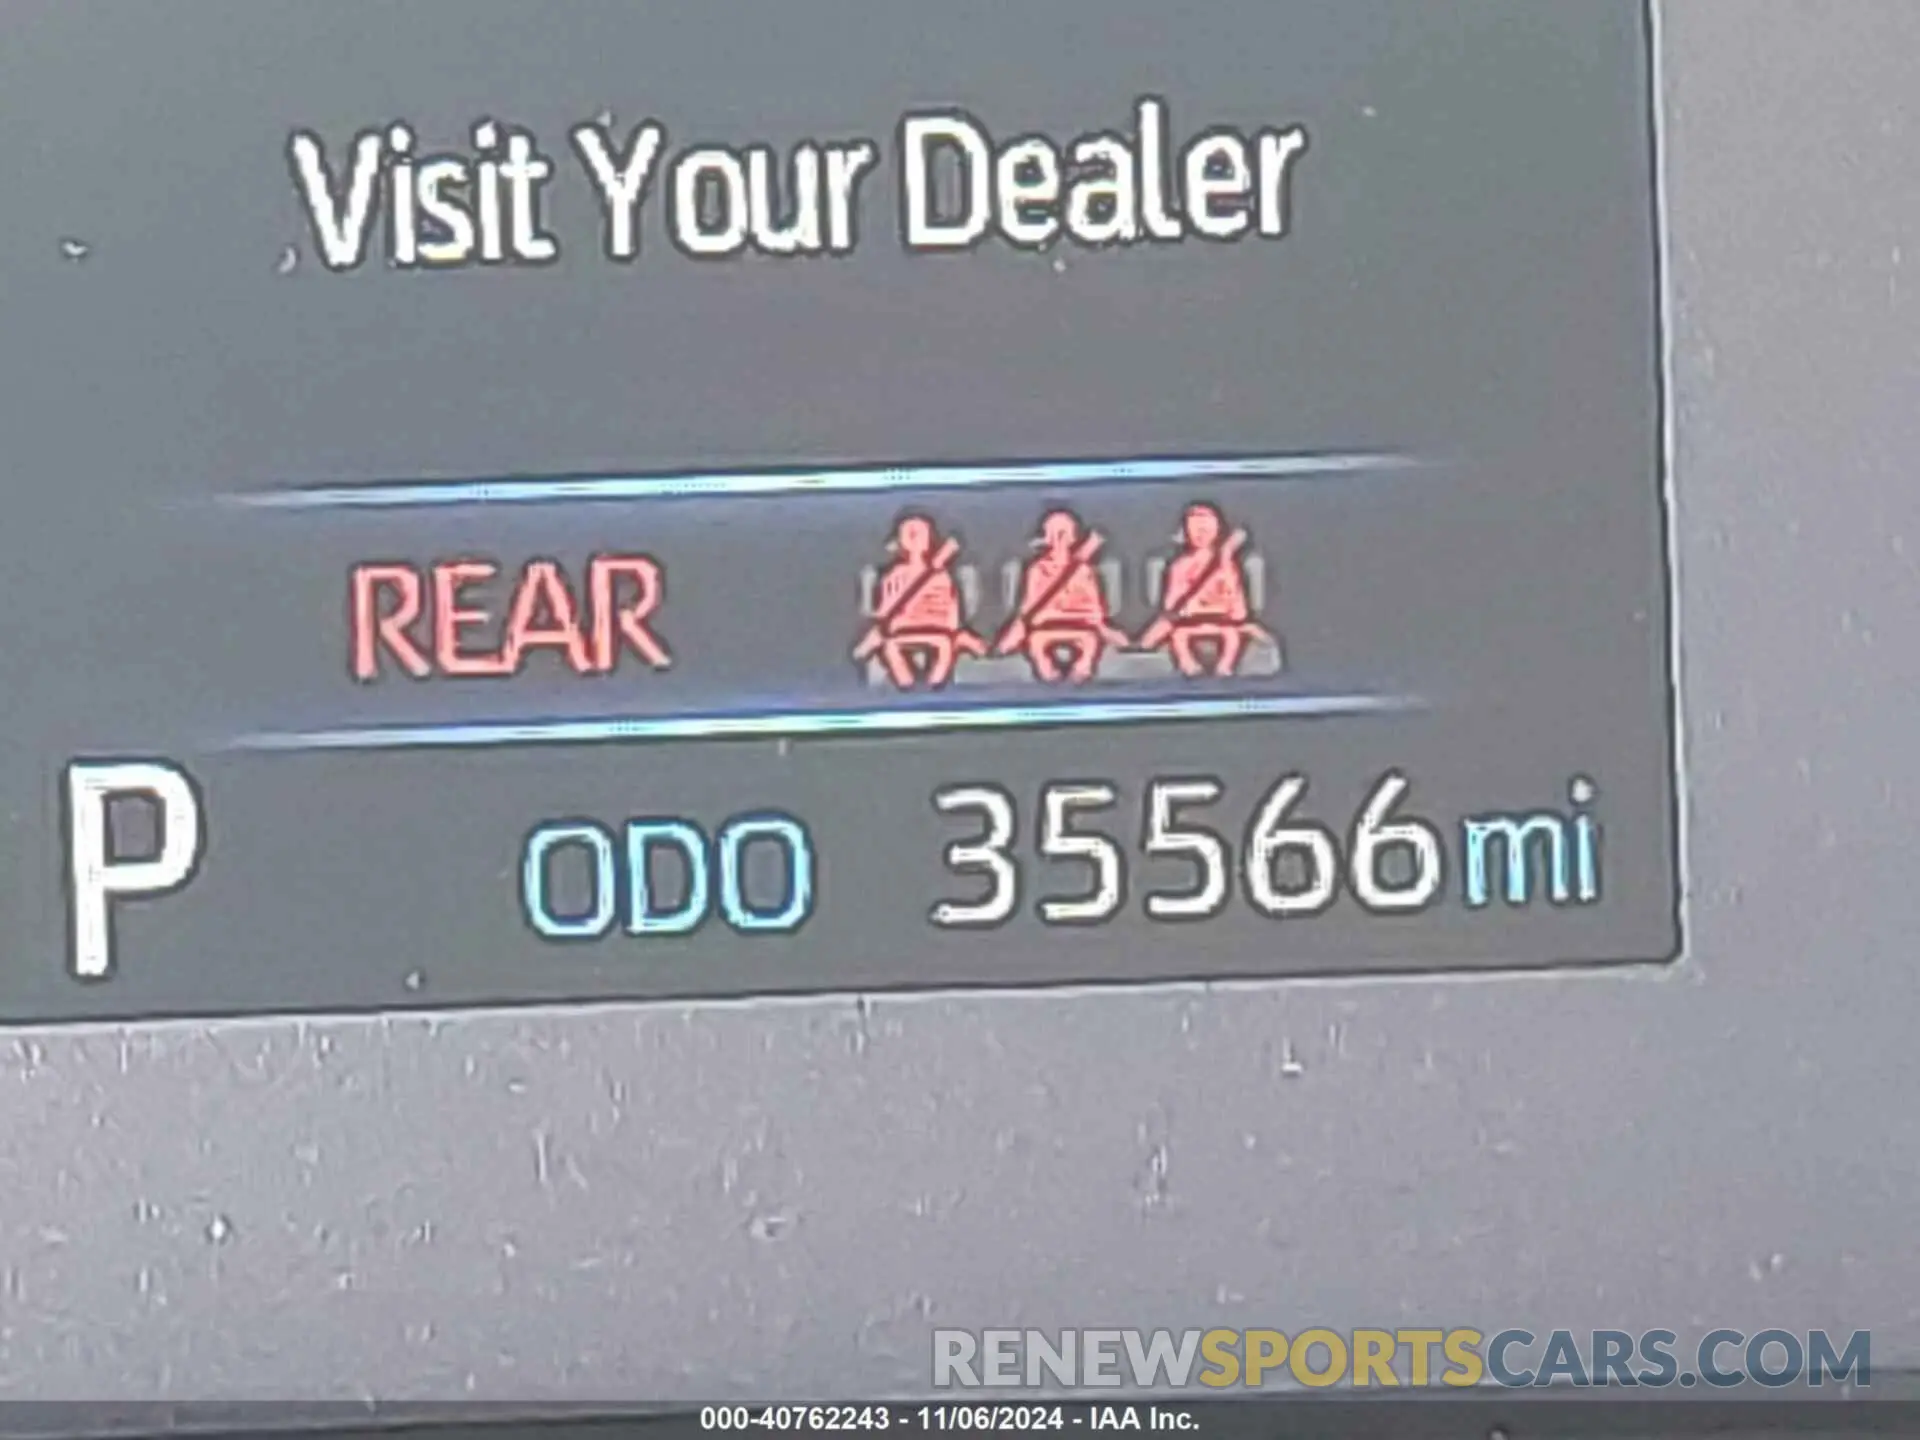 Visit Your Dealer
REAR
P ODO 35566 mi
RENEWSPORTSCARS.COM
000-40762243 - 11/06/2024 - IAA Inc.